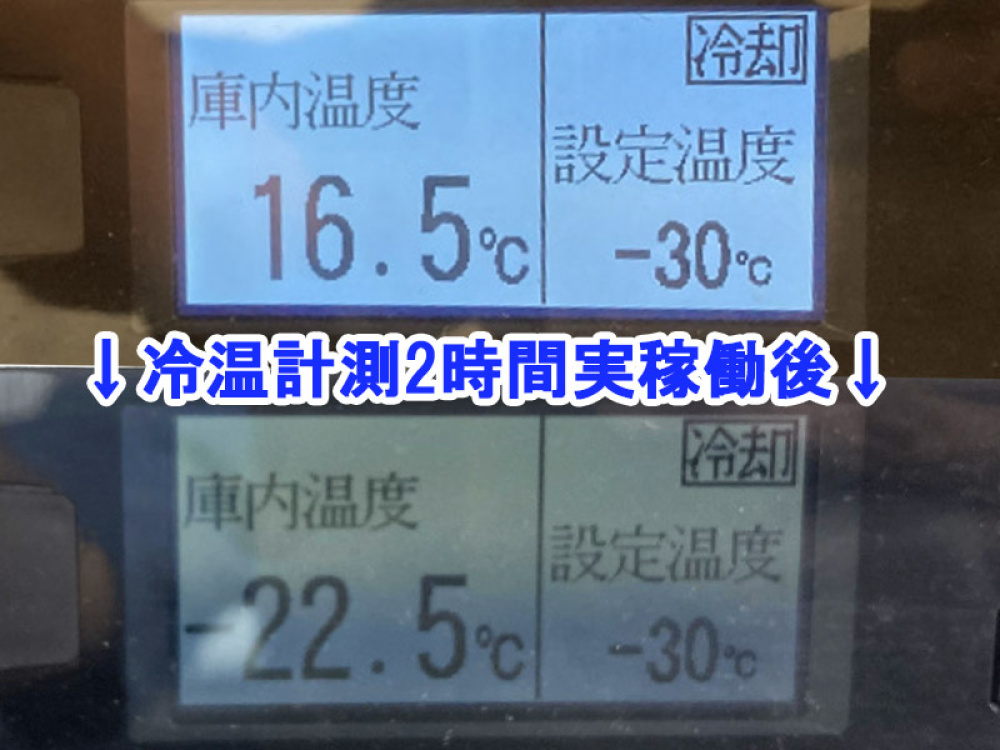 冷却
庫内温度
設定温度
16.5℃
-30℃
↓冷温計測2時間実稼働後↓
冷却
庫内温度
設定温度
-22.5℃
-30℃